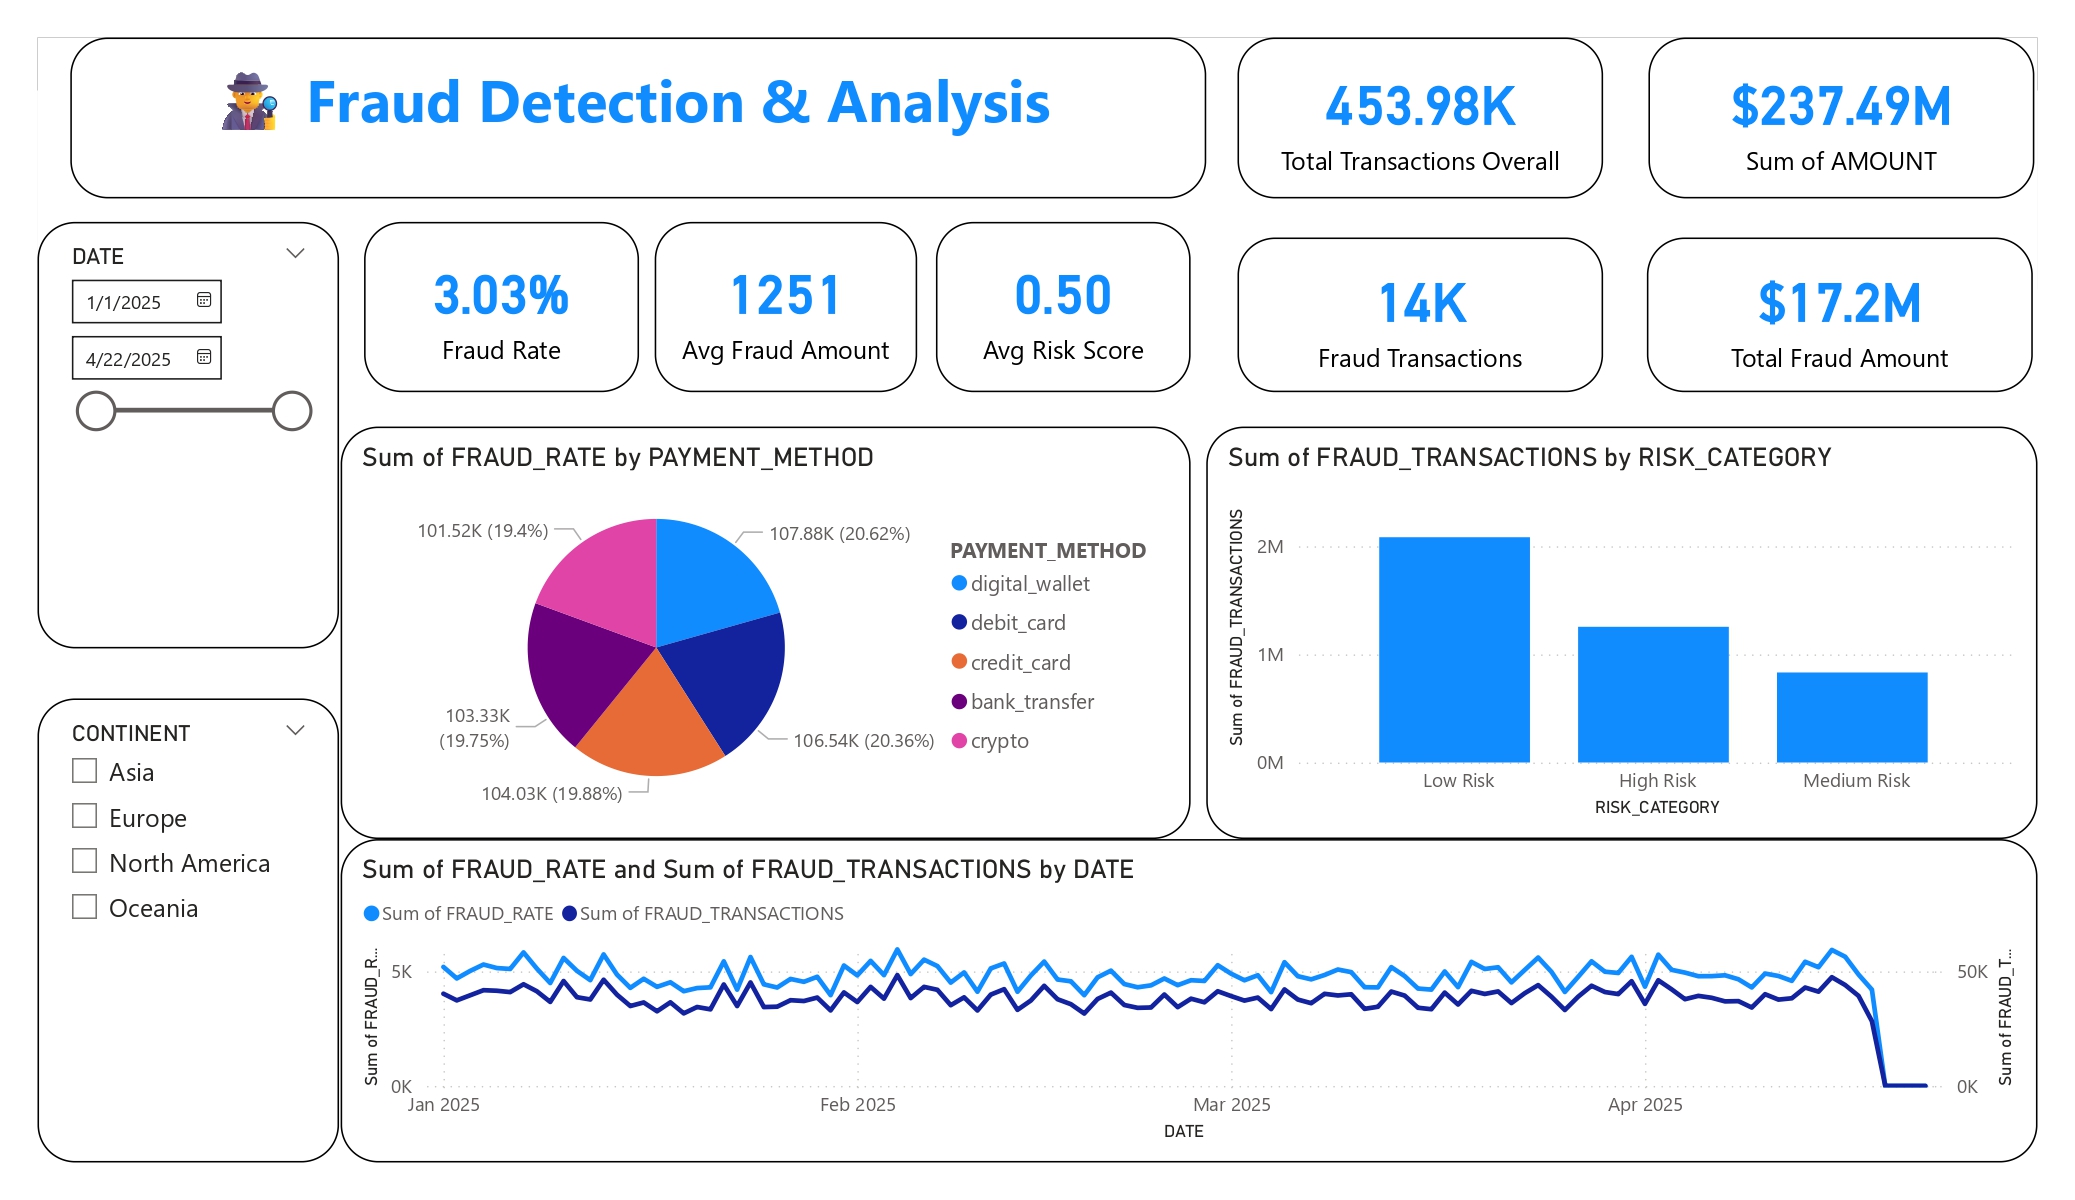 Fraud Detection & Analysis
453.98K
Total Transactions Overall
$237.49M
Sum of AMOUNT
DATE
1/1/2025
4/22/2025
3.03%
Fraud Rate
1251
Avg Fraud Amount
0.50
Avg Risk Score
14K
Fraud Transactions
$17.2M
Total Fraud Amount
CONTINENT
Asia
Europe
North America
Oceania
Sum of FRAUD_RATE by PAYMENT_METHOD
101.52K (19.4%)
107.88K (20.62%)
103.33K
(19.75%)
106.54K (20.36%)
104.03K (19.88%)
PAYMENT_METHOD
digital_wallet
debit_card
credit_card
bank_transfer
crypto
Sum of FRAUD_TRANSACTIONS by RISK_CATEGORY
Sum of FRAUD_TRANSACTIONS
2M
1M
0M
Low Risk
High Risk
Medium Risk
RISK_CATEGORY
Sum of FRAUD_RATE and Sum of FRAUD_TRANSACTIONS by DATE
Sum of FRAUD_RATE
Sum of FRAUD_TRANSACTIONS
Sum of FRAUD_R...
5K
0K
50K
0K
Sum of FRAUD_T...
Jan 2025
Feb 2025
Mar 2025
Apr 2025
DATE